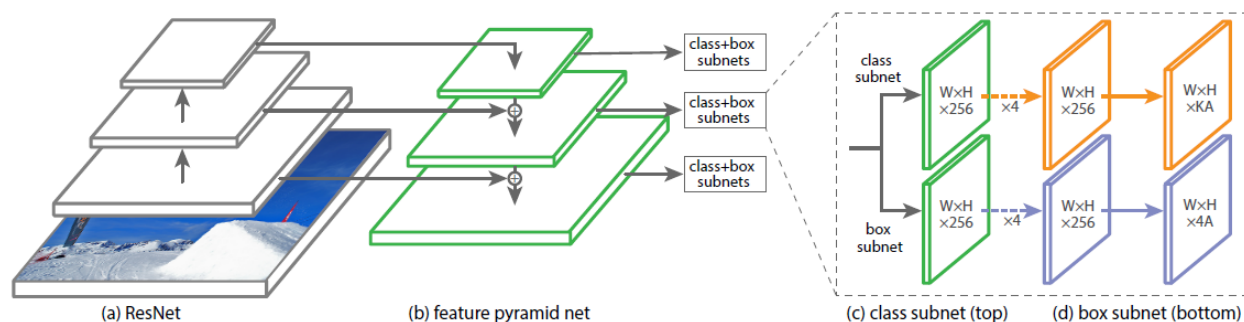 class+box
subnets
class+box
subnets
class+box
subnets
class
subnet
W×H
×256
×4
W×H
×256
W×H
×KA
box
subnet
W×H
×256
×4
W×H
×256
W×H
×4A
(a) ResNet
(b) feature pyramid net
(c) class subnet (top)
(d) box subnet (bottom)